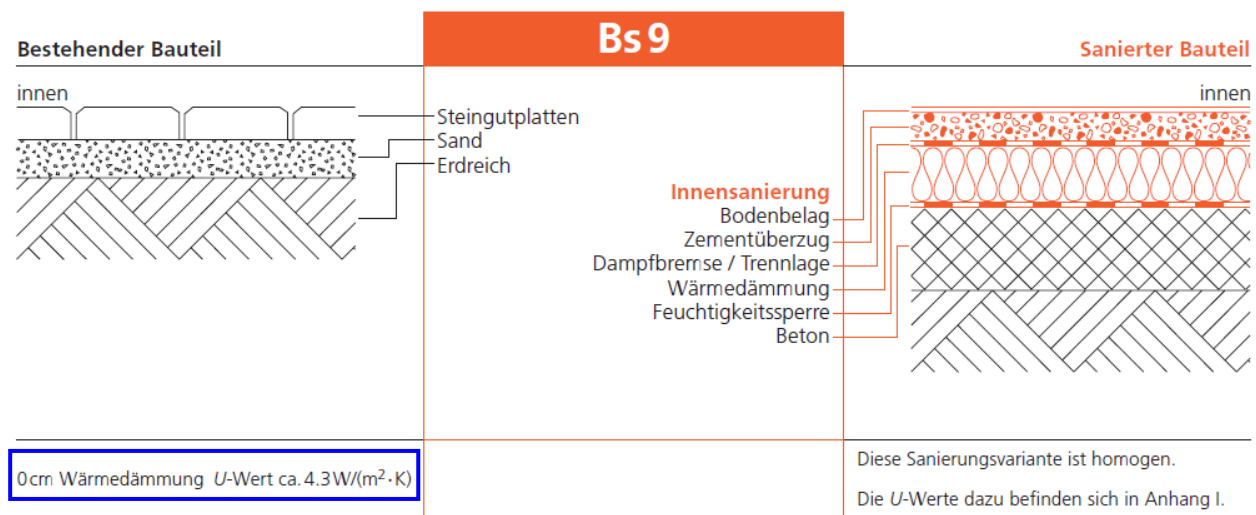 Bs 9
Bestehender Bauteil
Sanierter Bauteil
innen
innen
Steingutplatten
Sand
Erdreich
Innensanierung
Bodenbelag
Zementüberzug
Dampfbremse / Trennlage
Wärmedämmung
Feuchtigkeitssperre
Beton
0 cm Wärmedämmung U-Wert ca. 4.3 W/(m²·K)
Diese Sanierungsvariante ist homogen.
Die U-Werte dazu befinden sich in Anhang I.